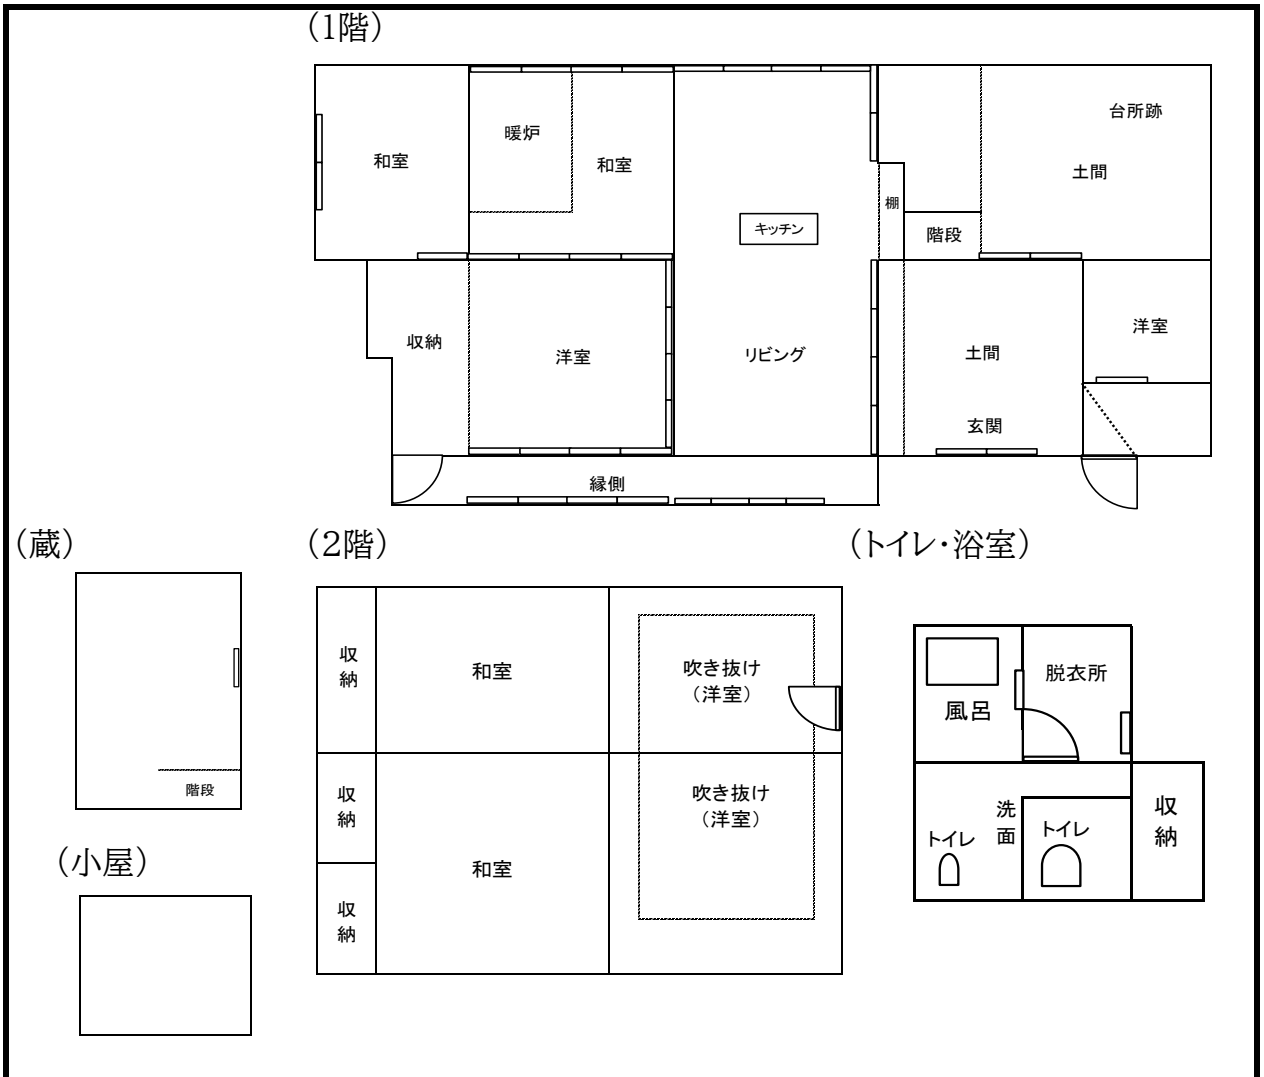 （1階）
和室
暖炉
和室
キッチン
棚
階段
台所跡
土間
収納
洋室
リビング
土間
玄関
洋室
縁側
（蔵）
階段
（小屋）
（2階）
収
納
和室
吹き抜け
（洋室）
収
納
吹き抜け
（洋室）
和室
収
納
（トイレ・浴室）
風呂
脱衣所
トイレ
洗
面
トイレ
収
納